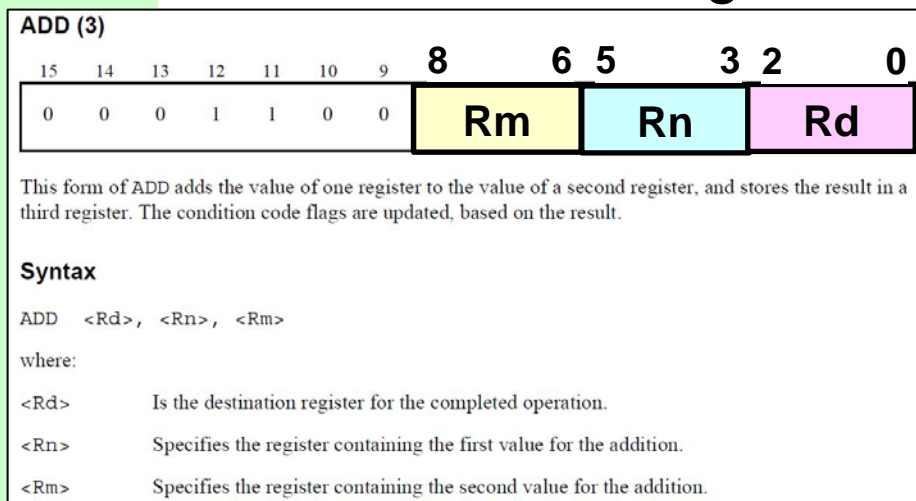 ADD (3)
15 14 13 12 11 10 9 8 6 5 3 2 0
0 0 0 1 1 0 0 Rm Rn Rd
This form of ADD adds the value of one register to the value of a second register, and stores the result in a
third register. The condition code flags are updated, based on the result.
Syntax
ADD <Rd>, <Rn>, <Rm>
where:
<Rd> Is the destination register for the completed operation.
<Rn> Specifies the register containing the first value for the addition.
<Rm> Specifies the register containing the second value for the addition.